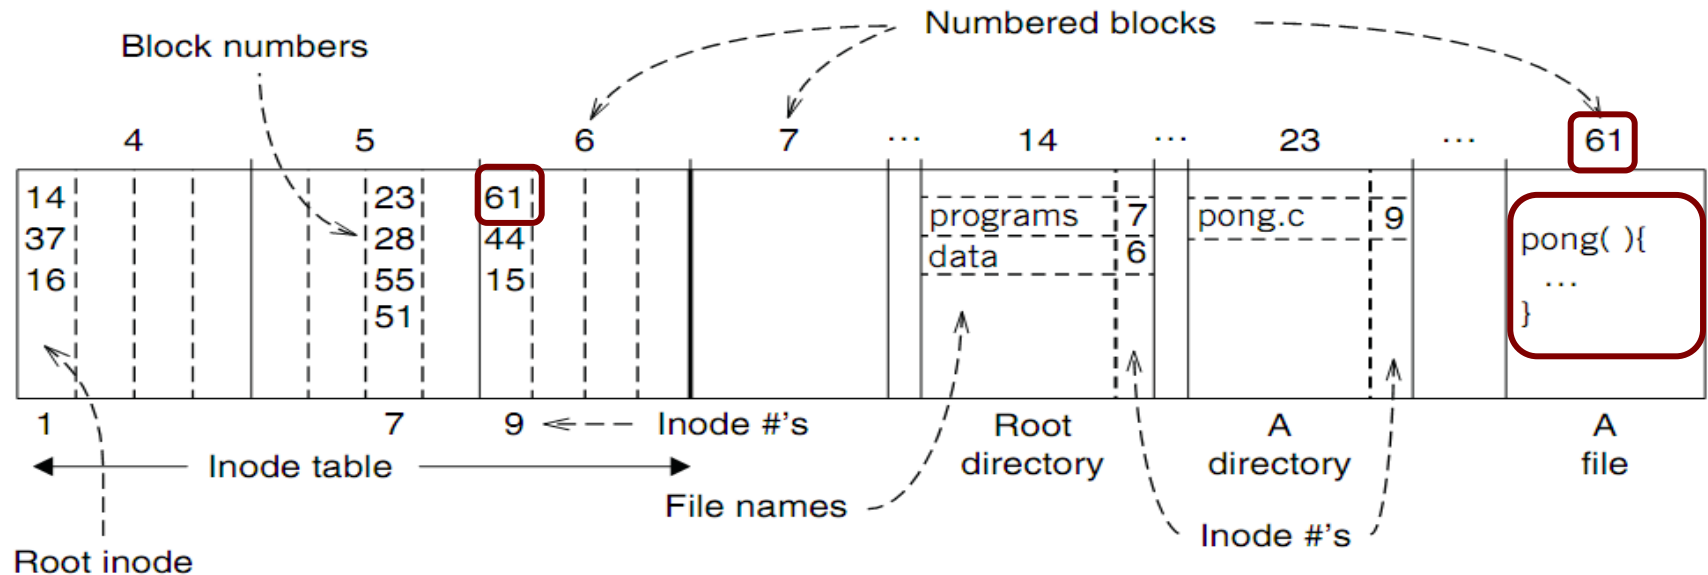 Numbered blocks
Block numbers
4 5 6 7 ... 14 ... 23 ... 61
14 23 61
37 28 44
16 55 15
51
programs 7
data 6
pong.c 9
pong( ){
...
}
1 7 9 Inode #'s
Inode table
Root
directory
A
directory
A
file
File names
Inode #'s
Root inode